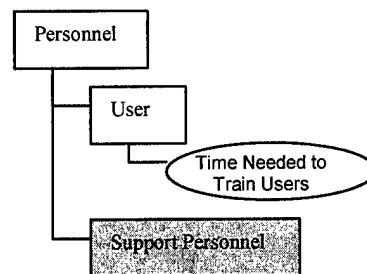 Personnel
User
Time Needed to
Train Users
Support Personnel